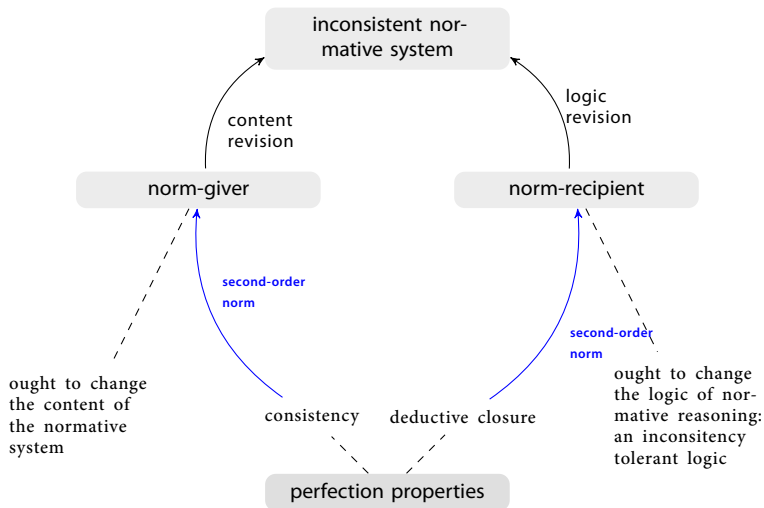 inconsistent nor-
mative system
content
revision
logic
revision
norm-giver
norm-recipient
second-order
norm
second-order
norm
ought to change
the content of
the normative
system
consistency
deductive closure
ought to change
the logic of nor-
mative reasoning:
an inconsitency
tolerant logic
perfection properties